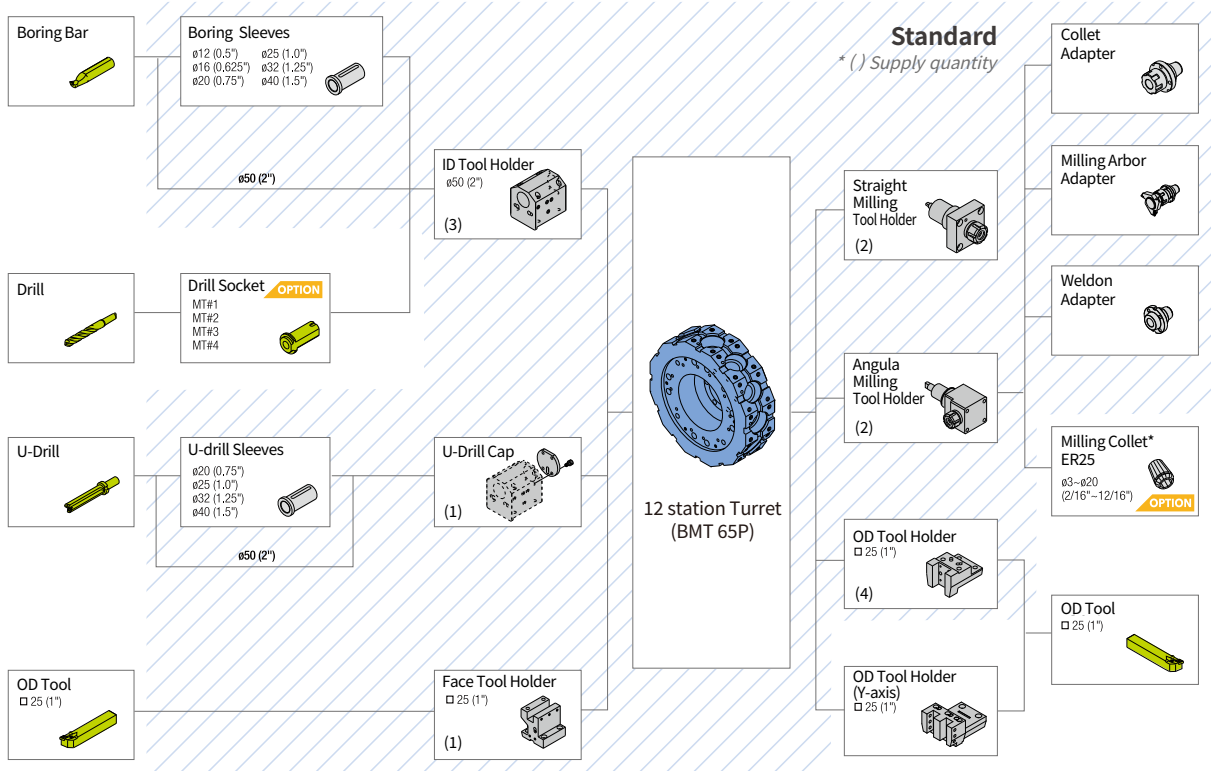 Boring Bar
Boring Sleeves
ø12 (0.5") ø25 (1.0")
ø16 (0.625") ø32 (1.25")
ø20 (0.75") ø40 (1.5")
ø50 (2")
Drill
Drill Socket OPTION
MT#1
MT#2
MT#3
MT#4
ID Tool Holder
ø50 (2")
(3)
U-Drill
U-drill Sleeves
ø20 (0.75")
ø25 (1.0")
ø32 (1.25")
ø40 (1.5")
ø50 (2")
U-Drill Cap
(1)
OD Tool
□ 25 (1")
Face Tool Holder
□ 25 (1")
(1)
12 station Turret
(BMT 65P)
Standard
* ( ) Supply quantity
Straight
Milling
Tool Holder
(2)
Angula
Milling
Tool Holder
(2)
OD Tool Holder
□ 25 (1")
(4)
OD Tool Holder
(Y-axis)
□ 25 (1")
Collet
Adapter
Milling Arbor
Adapter
Weldon
Adapter
Milling Collet*
ER25
ø3~ø20
(2/16"~12/16")
OPTION
OD Tool
□ 25 (1")